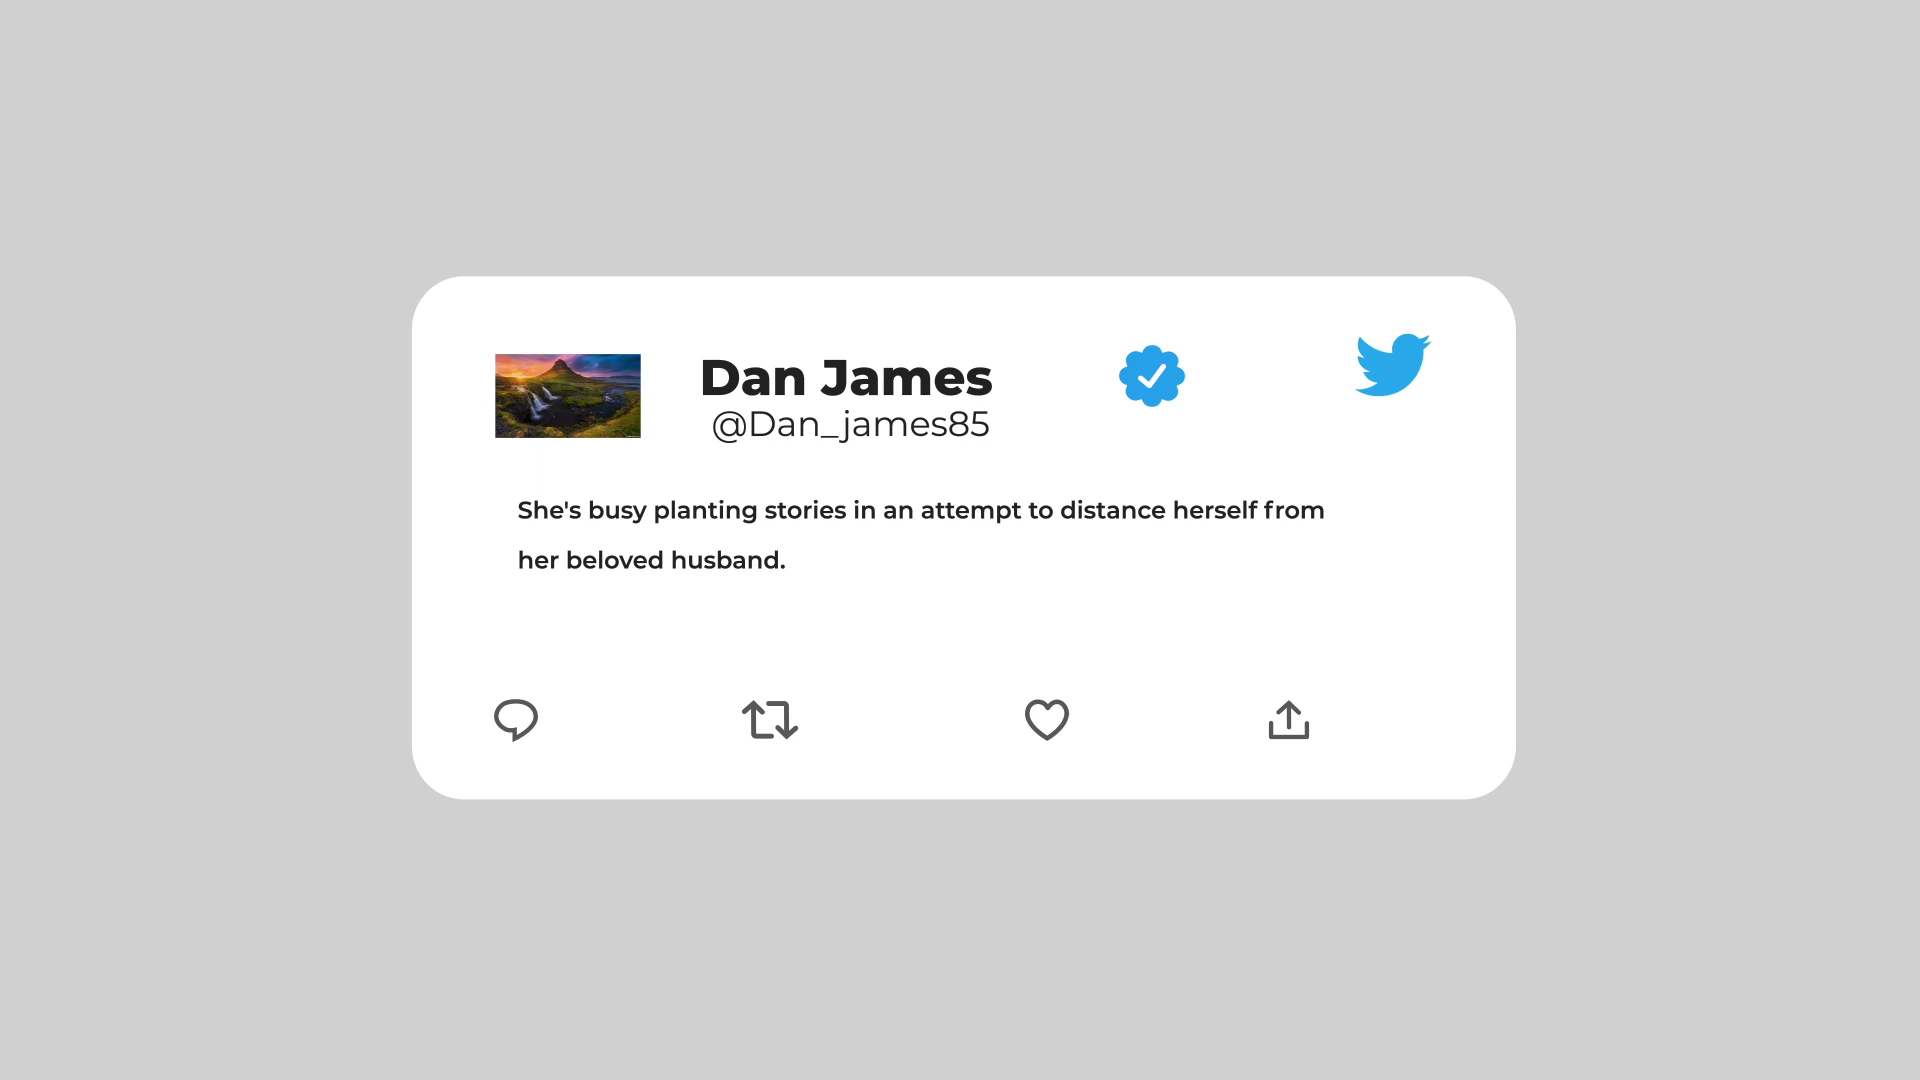 Dan James
@Dan_james85
She's busy planting stories in an attempt to distance herself from
her beloved husband.